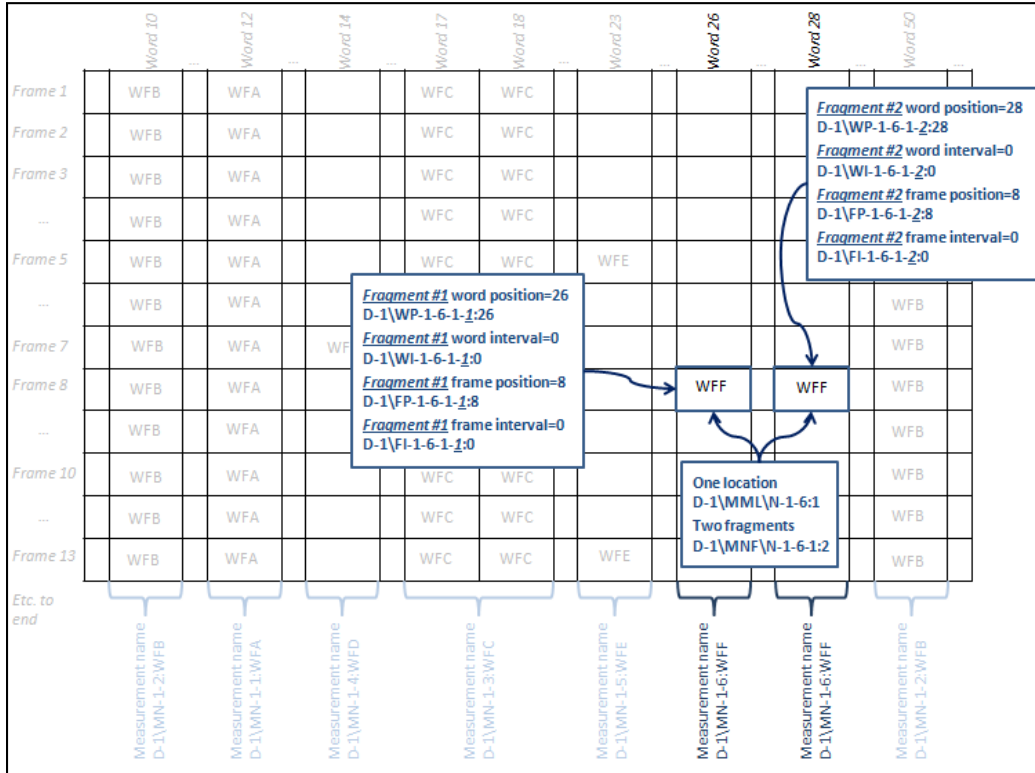 Word 10 ... Word 12 ... Word 14 ... Word 17 Word 18 ... Word 23 ... Word 26 ... Word 28 ... Word 50 ...
Frame 1 WFB WFA WFC WFC
Frame 2 WFB WFA WFC WFC
Frame 3 WFB WFA WFC WFC
... WFB WFA WFC WFC
Frame 5 WFB WFA WFC WFC WFE
... WFB WFA WFB
Frame 7 WFB WFA WFB
Frame 8 WFB WFA WFF WFF WFB
... WFB WFA WFB
Frame 10 WFB WFA WFC WFC WFB
... WFB WFA WFC WFC WFB
Frame 13 WFB WFA WFC WFC WFE WFB
Etc. to
end
Fragment #2 word position=28
D-1\WP-1-6-1-2:28
Fragment #2 word interval=0
D-1\WI-1-6-1-2:0
Fragment #2 frame position=8
D-1\FP-1-6-1-2:8
Fragment #2 frame interval=0
D-1\FI-1-6-1-2:0
Fragment #1 word position=26
D-1\WP-1-6-1-1:26
Fragment #1 word interval=0
D-1\WI-1-6-1-1:0
Fragment #1 frame position=8
D-1\FP-1-6-1-1:8
Fragment #1 frame interval=0
D-1\FI-1-6-1-1:0
One location
D-1\MML\N-1-6:1
Two fragments
D-1\MNF\N-1-6-1:2
Measurement name
D-1\MN-1-2:WFB
Measurement name
D-1\MN-1-1:WFA
Measurement name
D-1\MN-1-4:WFD
Measurement name
D-1\MN-1-3:WFC
Measurement name
D-1\MN-1-5:WFE
Measurement name
D-1\MN-1-6:WFF
Measurement name
D-1\MN-1-6:WFF
Measurement name
D-1\MN-1-2:WFB